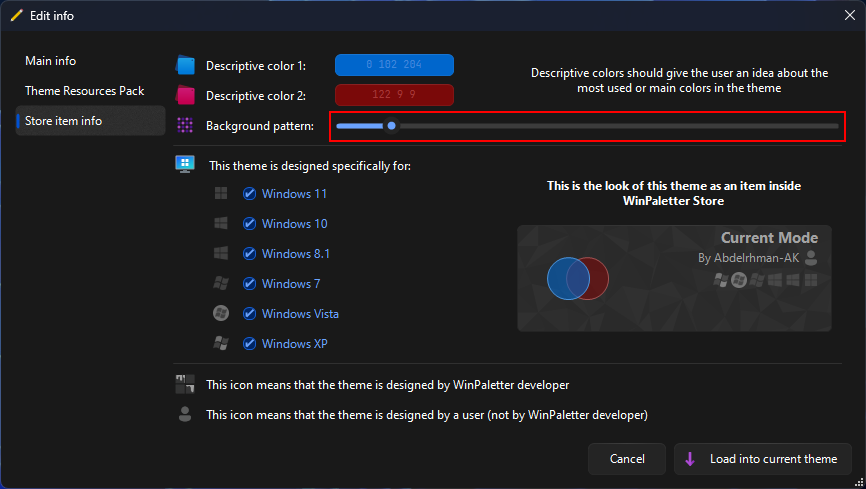 Edit info
Main info
Theme Resources Pack
Store item info
Descriptive color 1:
0 102 204
Descriptive color 2:
122 9 9
Background pattern:
Descriptive colors should give the user an idea about the
most used or main colors in the theme
This theme is designed specifically for:
Windows 11
Windows 10
Windows 8.1
Windows 7
Windows Vista
Windows XP
This is the look of this theme as an item inside
WinPaletter Store
Current Mode
By Abdelrhman-AK
This icon means that the theme is designed by WinPaletter developer
This icon means that the theme is designed by a user (not by WinPaletter developer)
Cancel
Load into current theme